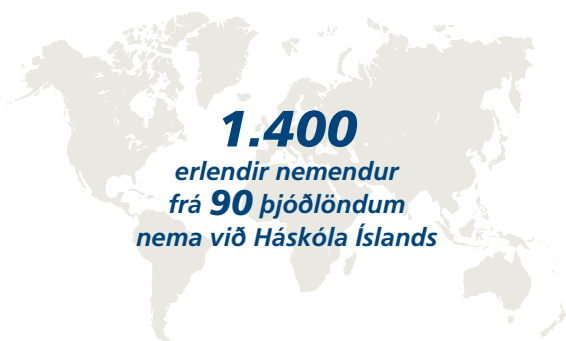 1.400
erlendir nemendur
frá 90 þjóðlöndum
nema við Háskóla Íslands